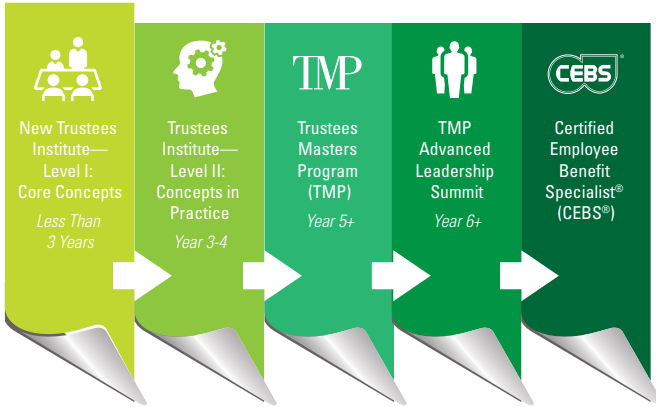 New Trustees
Institute—
Level I:
Core Concepts
Less Than
3 Years
Trustees
Institute—
Level II:
Concepts in
Practice
Year 3-4
TMP
Trustees
Masters
Program
(TMP)
Year 5+
TMP
Advanced
Leadership
Summit
Year 6+
CEBS®
Certified
Employee
Benefit
Specialist®
(CEBS®)